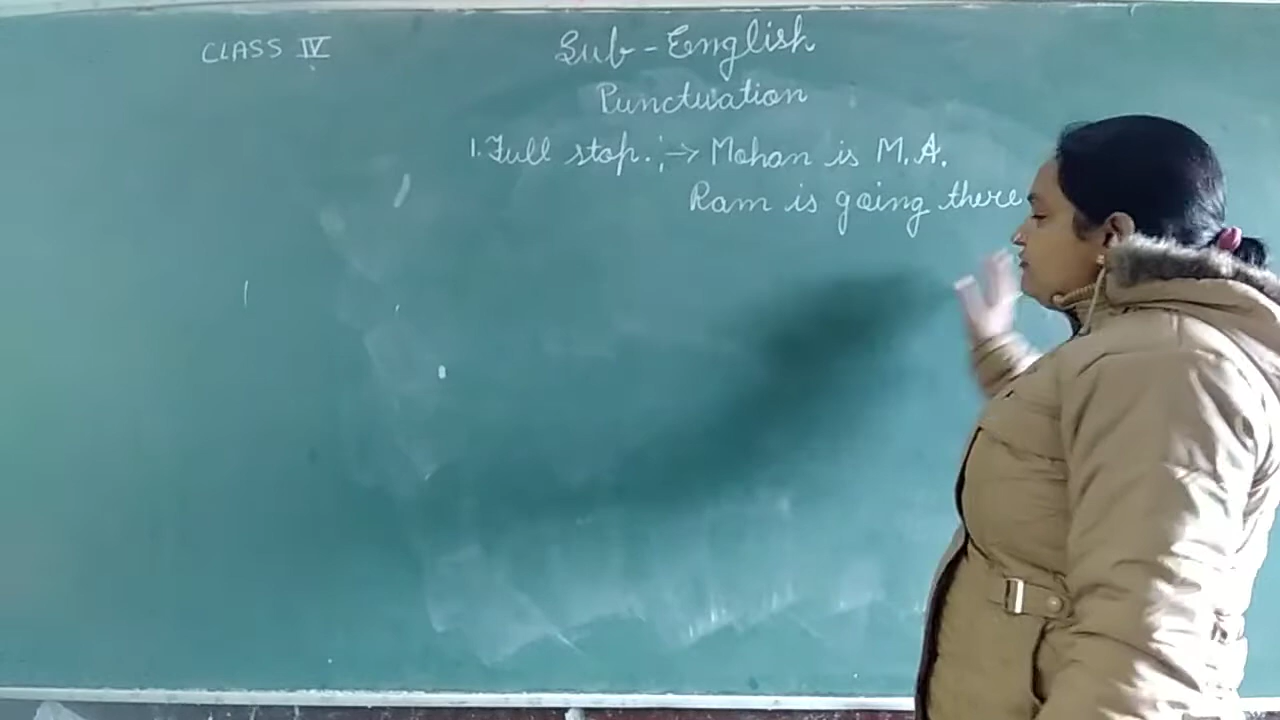 CLASS IV
Sub - English
Punctuation
1. Full stop. :→ Mohan is M.A.
Ram is going there